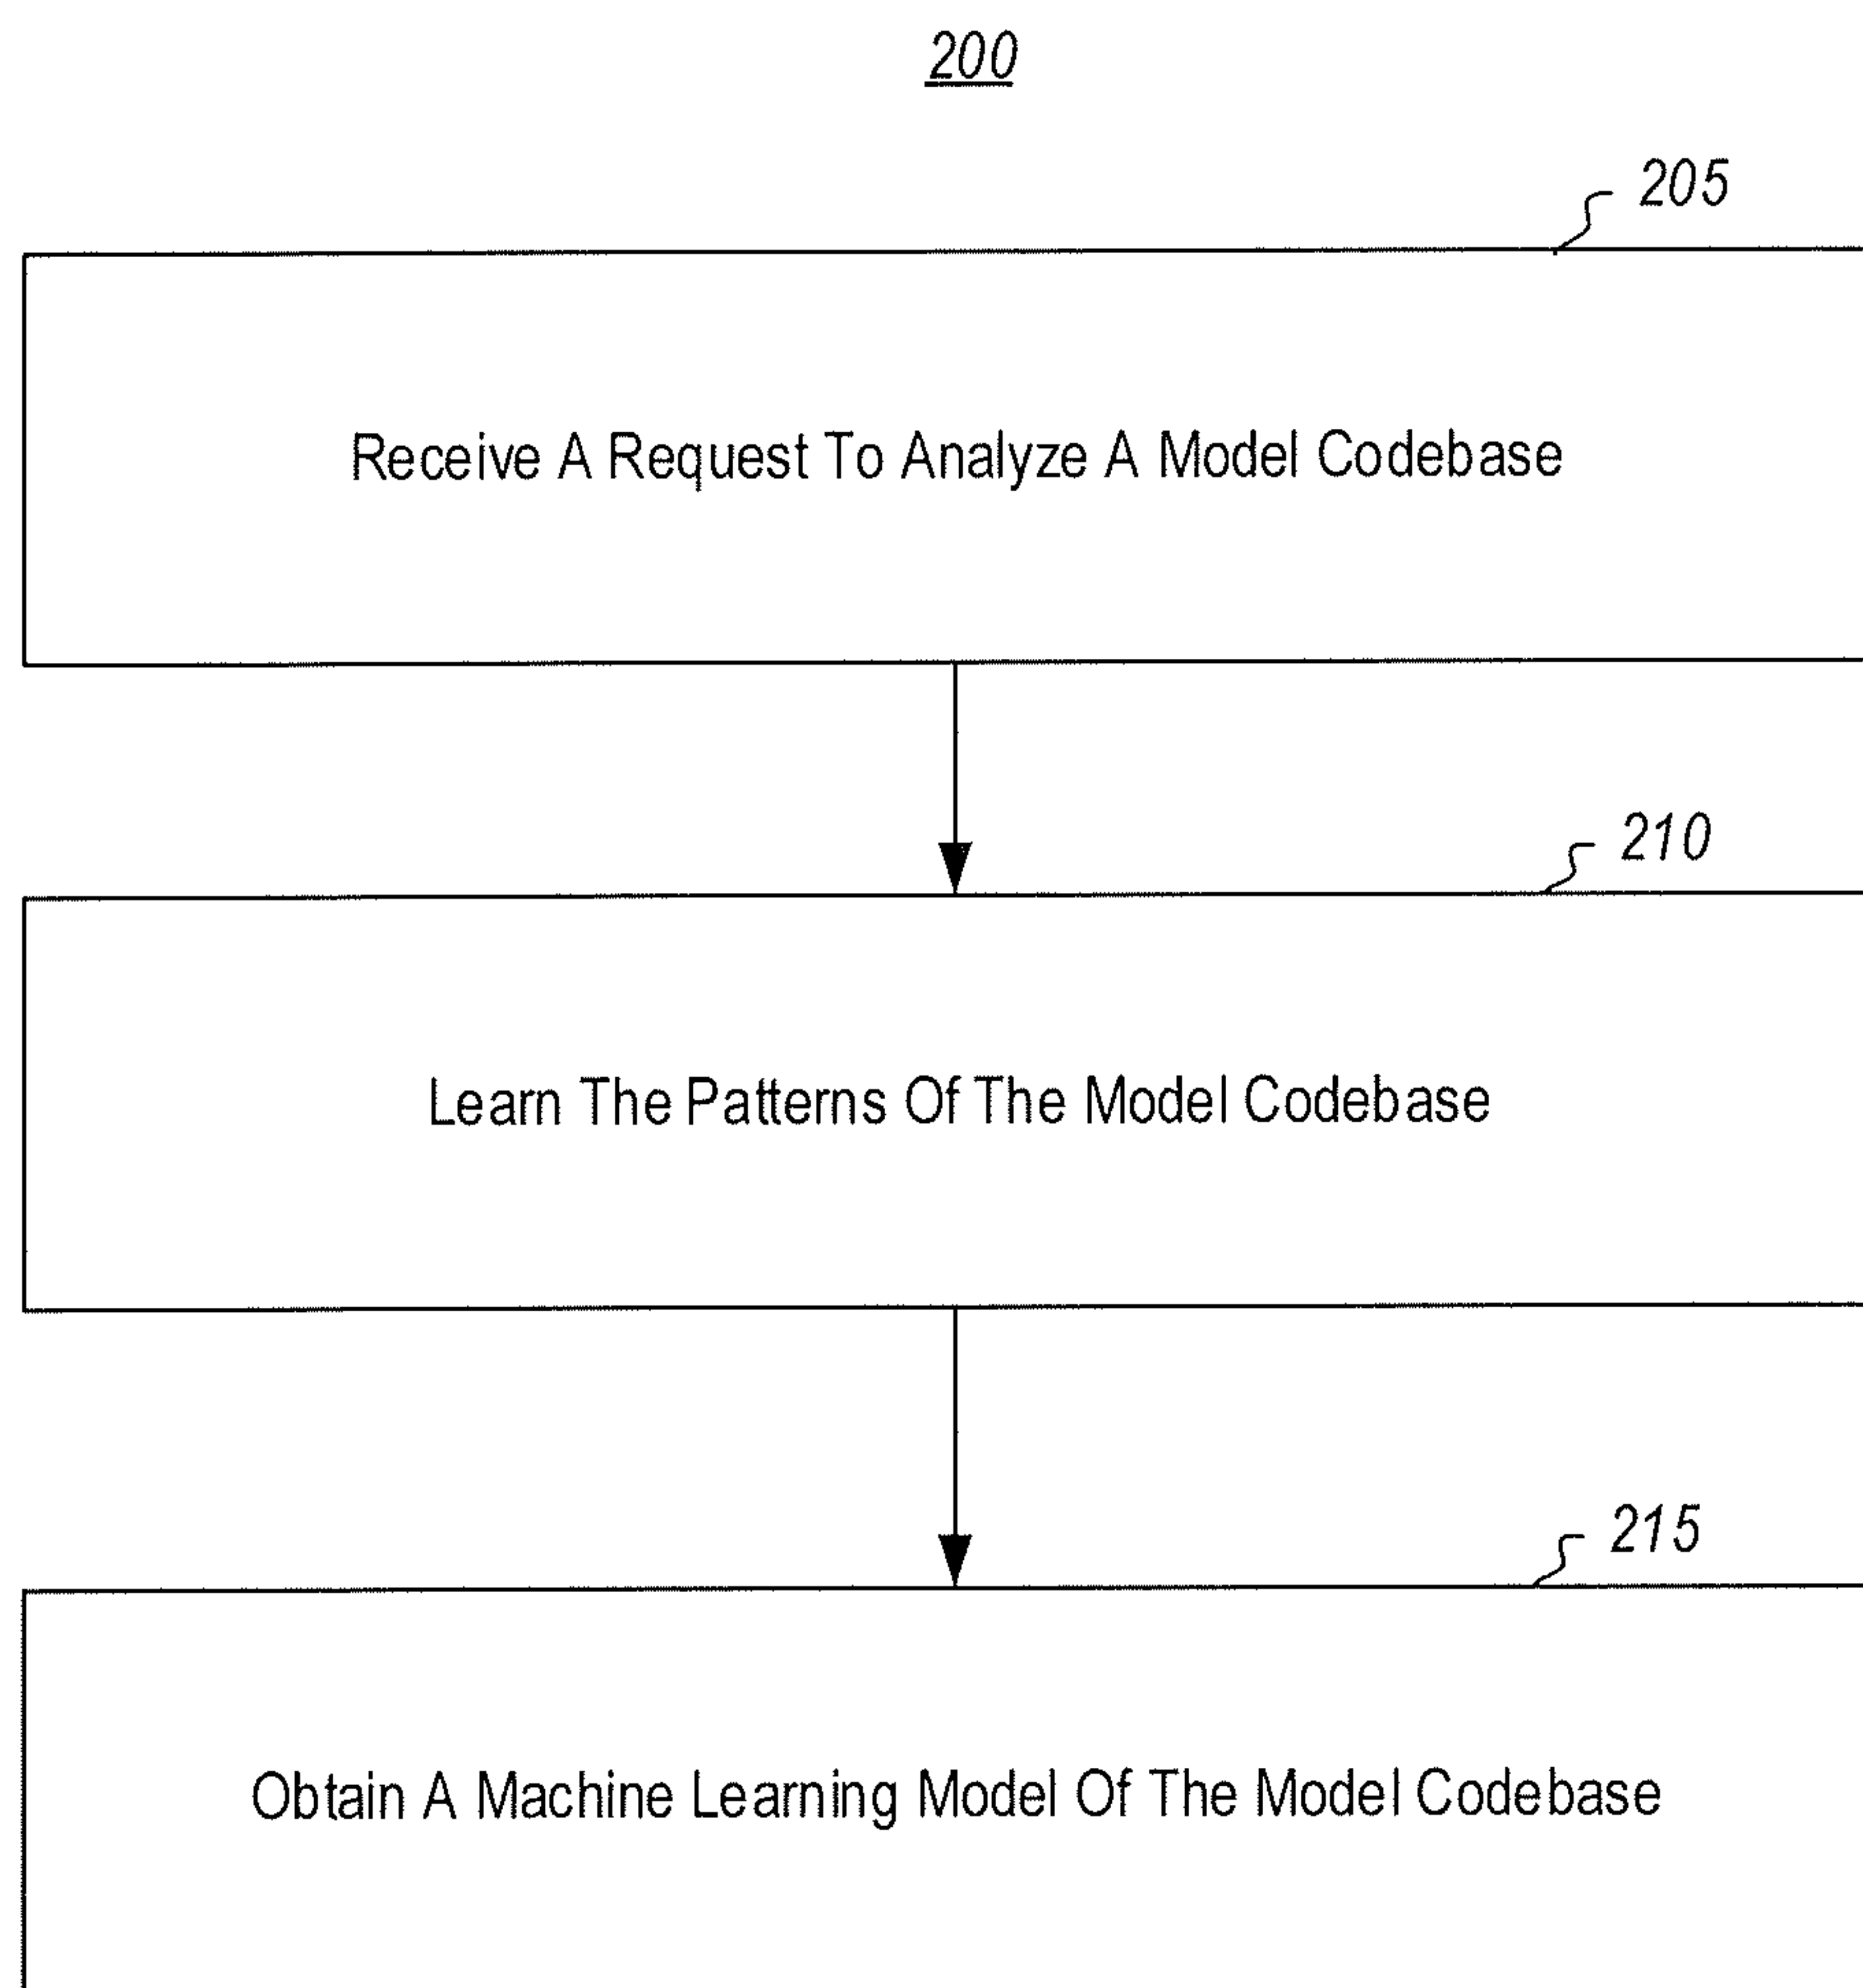 200
205
Receive A Request To Analyze A Model Codebase
210
Learn The Patterns Of The Model Codebase
215
Obtain A Machine Learning Model Of The Model Codebase